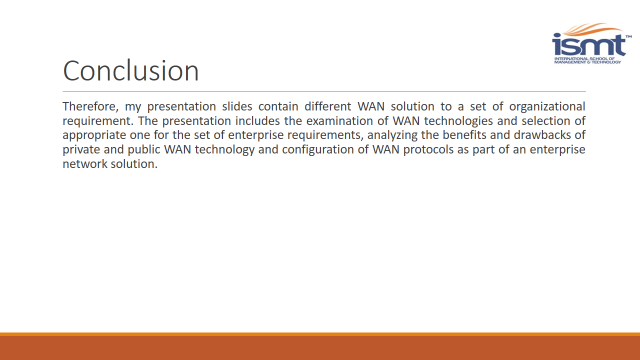 ismt™
INTERNATIONAL SCHOOL OF
MANAGEMENT & TECHNOLOGY
Conclusion
Therefore, my presentation slides contain different WAN solution to a set of organizational
requirement. The presentation includes the examination of WAN technologies and selection of
appropriate one for the set of enterprise requirements, analyzing the benefits and drawbacks of
private and public WAN technology and configuration of WAN protocols as part of an enterprise
network solution.